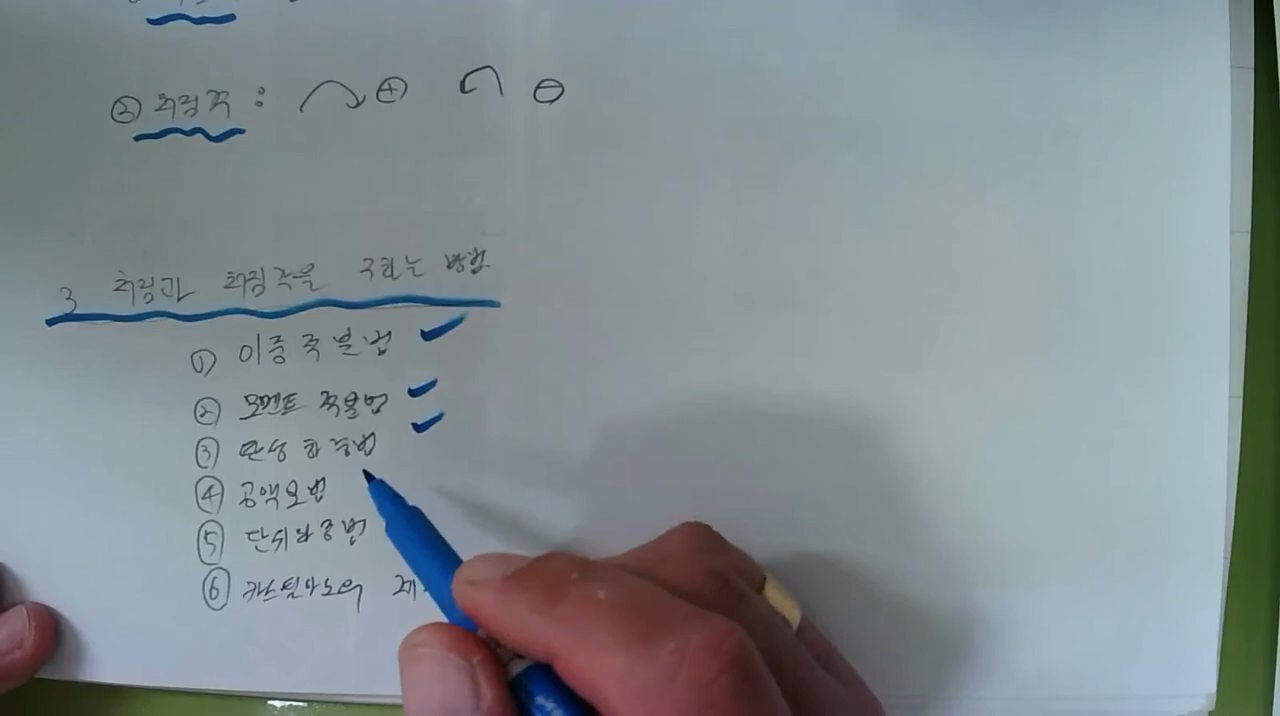 ② 처짐각 : ⊕ ⊖
3 처짐과 처짐각을 구하는 방법
① 이중적분법
② 모멘트 면적법
③ 탄성하중법
④ 공액보법
⑤ 단위하중법
⑥ 카스틸리아노의 제